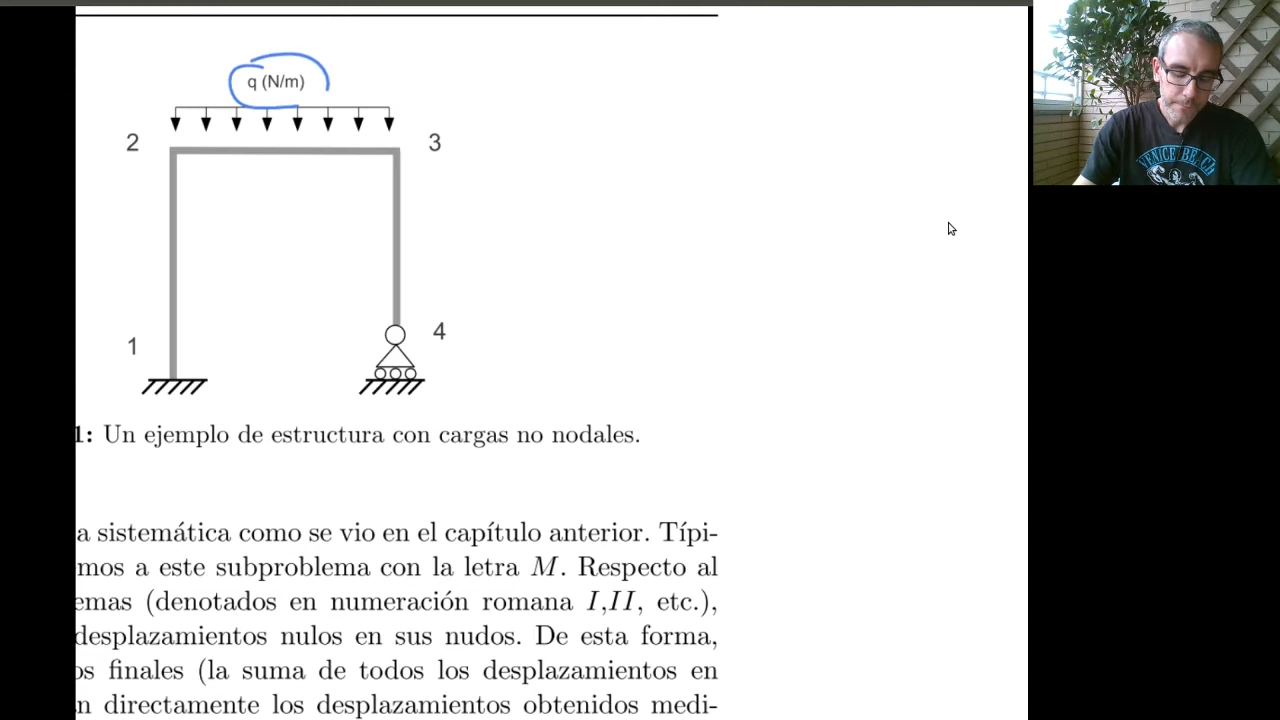 q (N/m)
2
3
1
4
1: Un ejemplo de estructura con cargas no nodales.
a sistemática como se vio en el capítulo anterior. Típi-
mos a este subproblema con la letra M. Respecto al
emas (denotados en numeración romana I,II, etc.),
desplazamientos nulos en sus nudos. De esta forma,
os finales (la suma de todos los desplazamientos en
n directamente los desplazamientos obtenidos medi-
VENICE BEACH